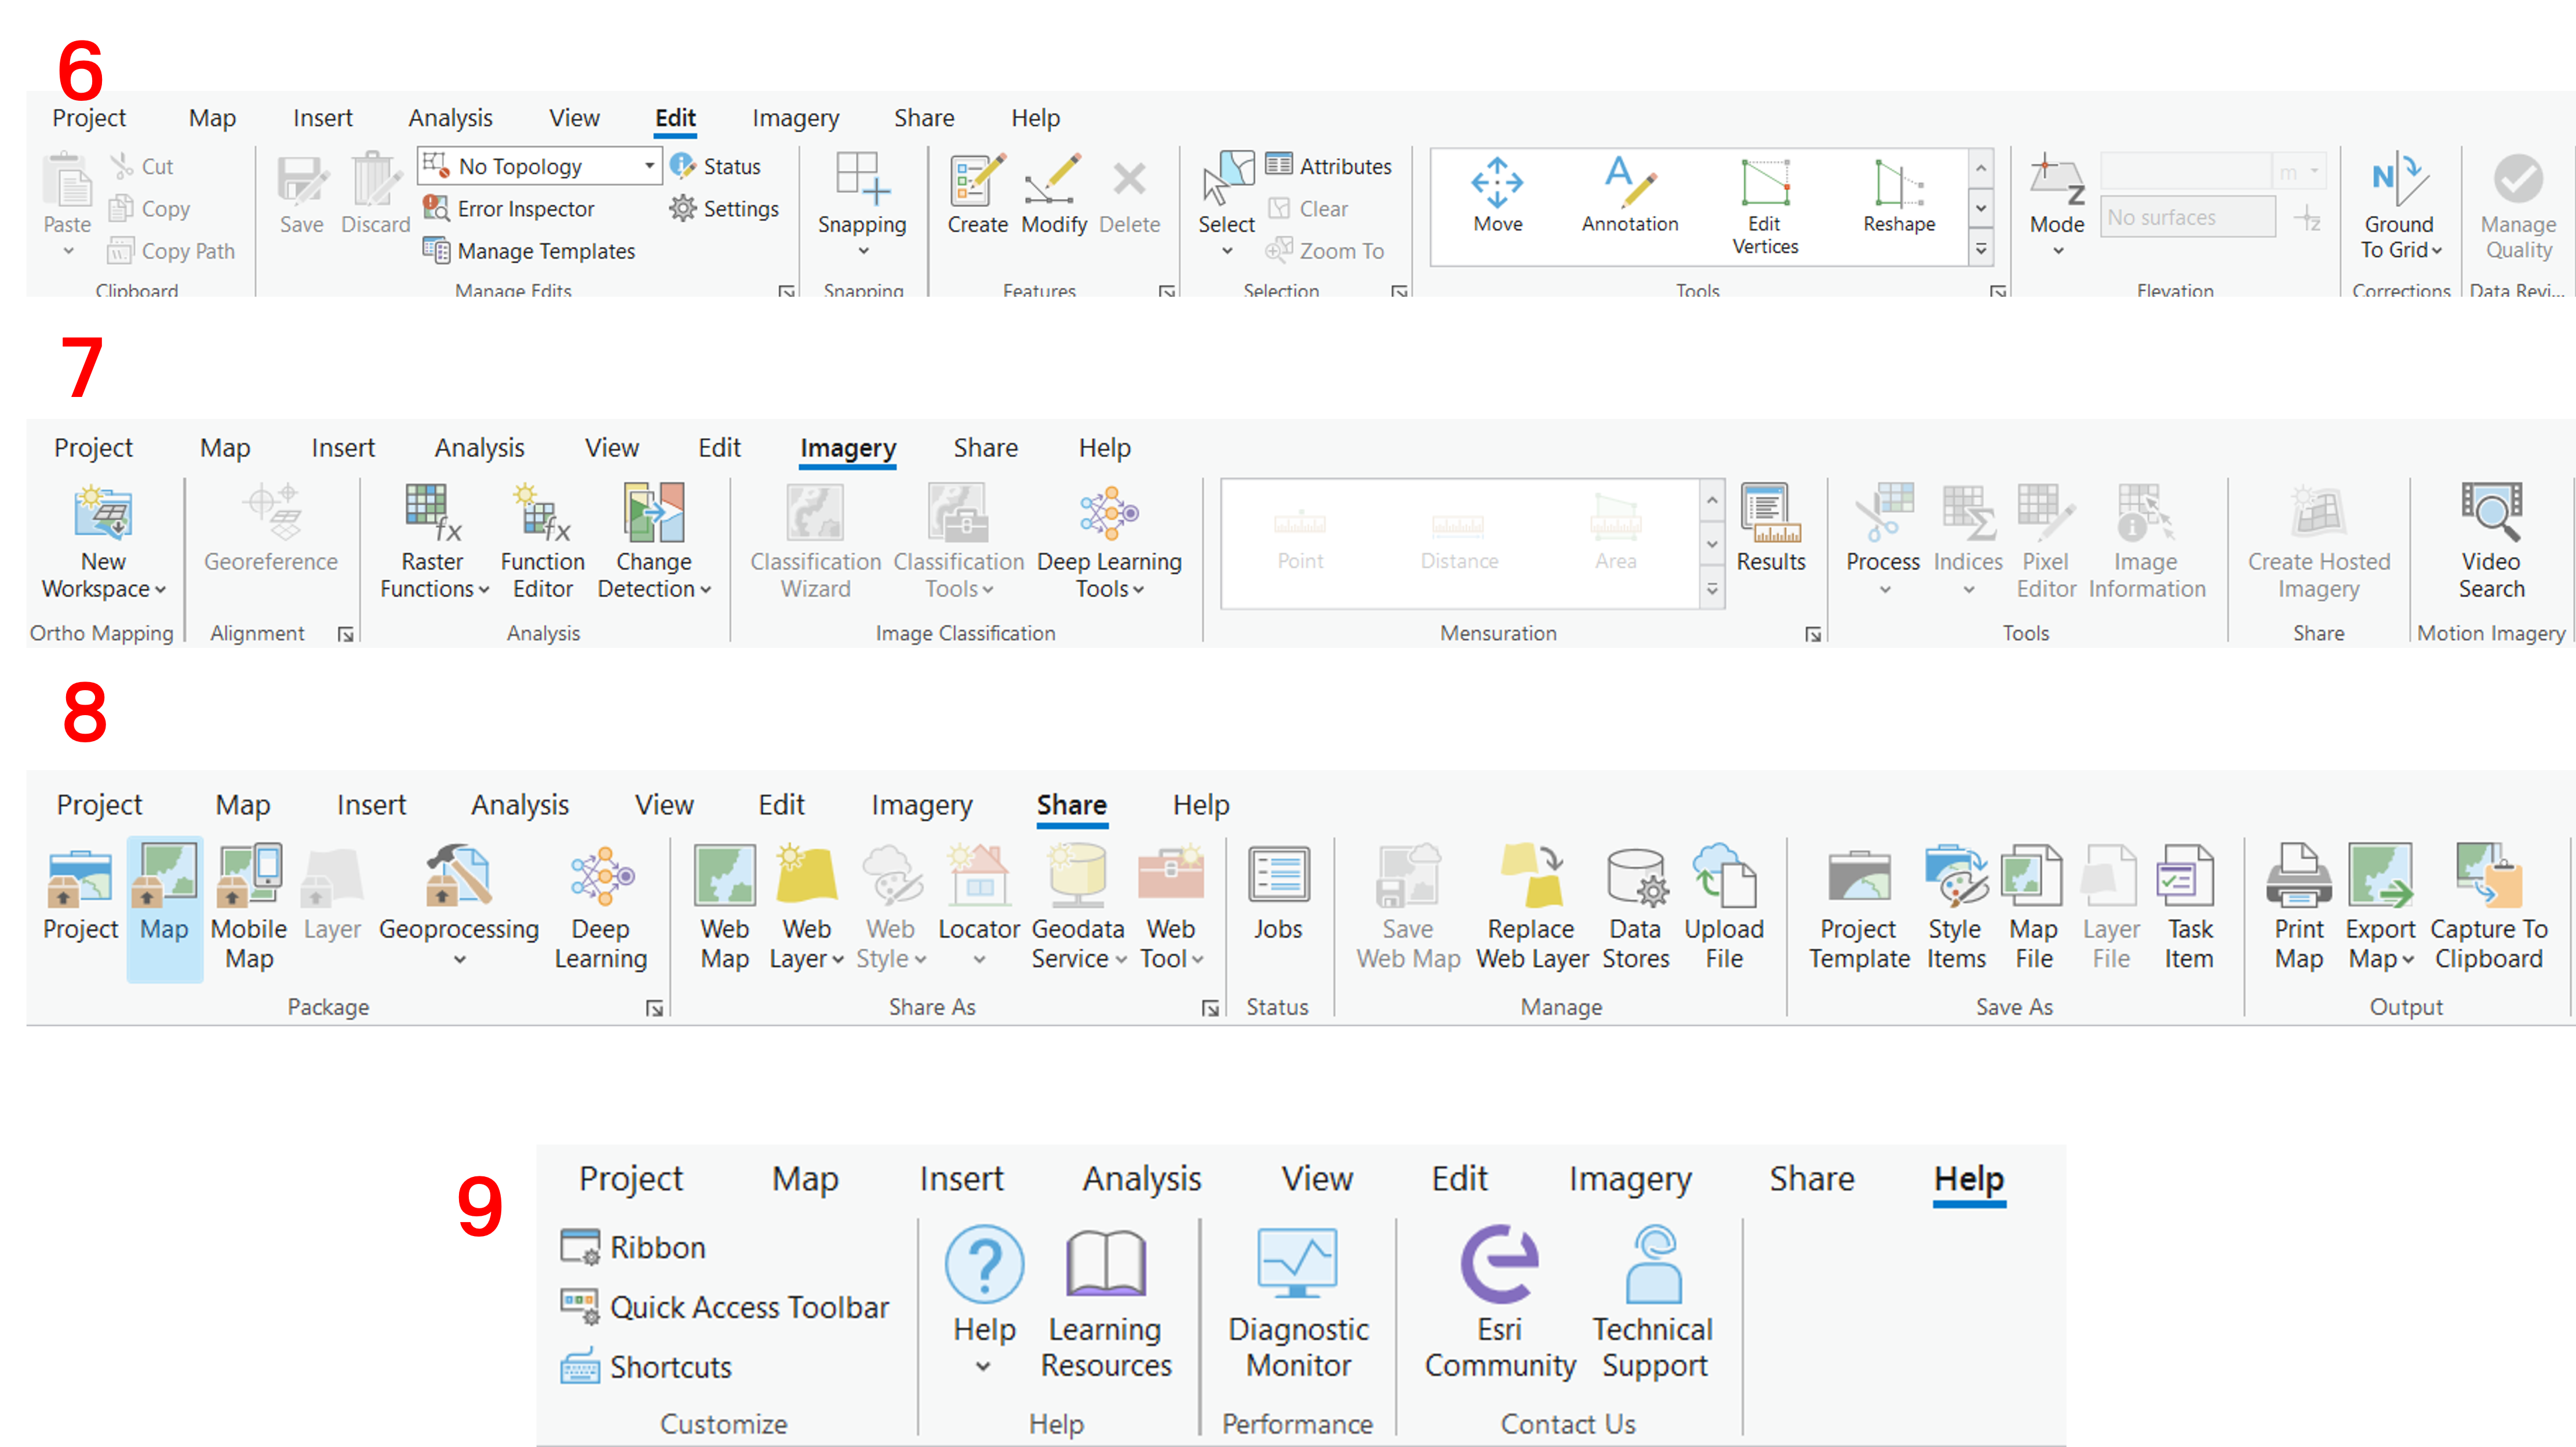 6
Project Map Insert Analysis View Edit Imagery Share Help
Cut No Topology Status Attributes m
Copy Error Inspector Settings Clear No surfaces
Paste Save Discard Snapping Create Modify Delete Select Move Annotation Edit Vertices Reshape Mode Ground To Grid Manage Quality
Copy Path Manage Templates Zoom To
Clipboard Manage Edits Snapping Features Selection Tools Elevation Corrections Data Revi...
7
Project Map Insert Analysis View Edit Imagery Share Help
New Georeference Raster Function Change Classification Classification Deep Learning Point Distance Area Results Process Indices Pixel Image Create Hosted Video
Workspace Functions Editor Detection Wizard Tools Tools Editor Information Imagery Search
Ortho Mapping Alignment Analysis Image Classification Mensuration Tools Share Motion Imagery
8
Project Map Insert Analysis View Edit Imagery Share Help
Project Map Mobile Layer Geoprocessing Deep Web Web Web Locator Geodata Web Jobs Save Replace Data Upload Project Style Map Layer Task Print Export Capture To
Map Learning Map Layer Style Service Tool Web Map Web Layer Stores File Template Items File File Item Map Map Clipboard
Package Share As Status Manage Save As Output
9
Project Map Insert Analysis View Edit Imagery Share Help
Ribbon
Quick Access Toolbar
Shortcuts
Help Learning Diagnostic Esri Technical
Resources Monitor Community Support
Customize Help Performance Contact Us